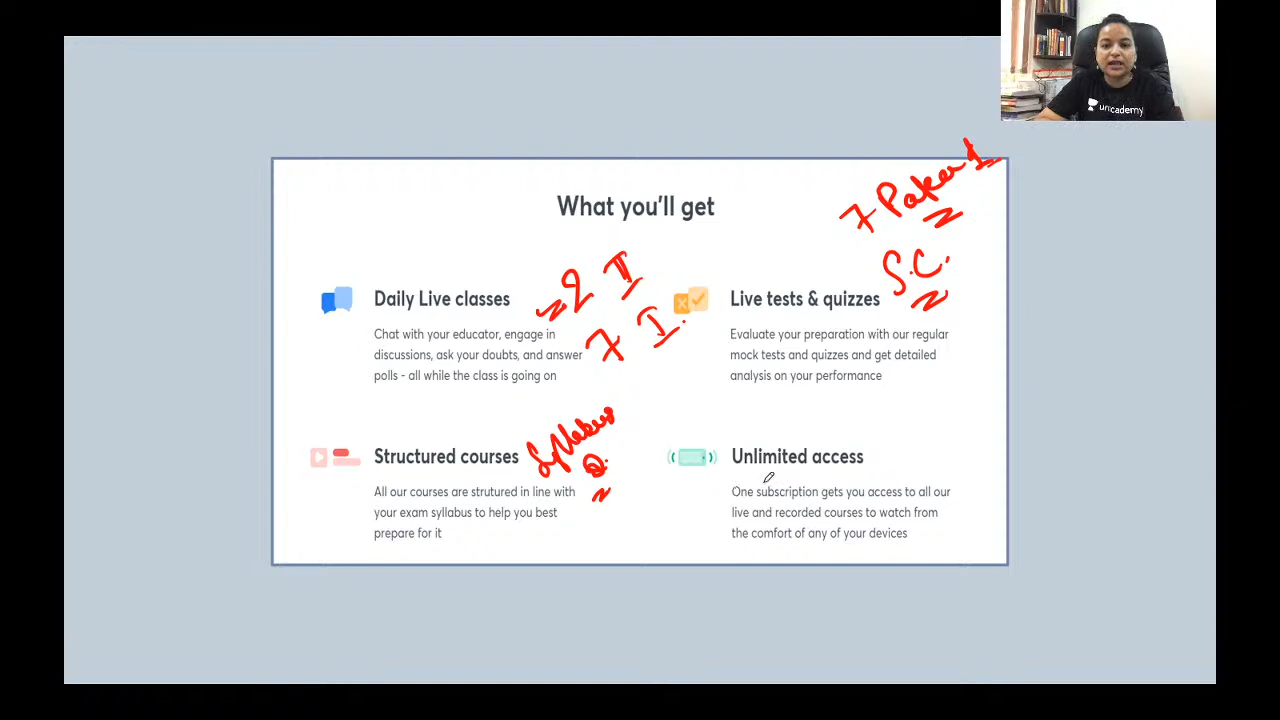 unacademy
What you'll get
7 Paper I
S.C.
Daily Live classes
2 II
7 I.
Chat with your educator, engage in
discussions, ask your doubts, and answer
polls - all while the class is going on
Live tests & quizzes
Evaluate your preparation with our regular
mock tests and quizzes and get detailed
analysis on your performance
Structured courses
Syllabus
Q.
All our courses are strutured in line with
your exam syllabus to help you best
prepare for it
Unlimited access
One subscription gets you access to all our
live and recorded courses to watch from
the comfort of any of your devices